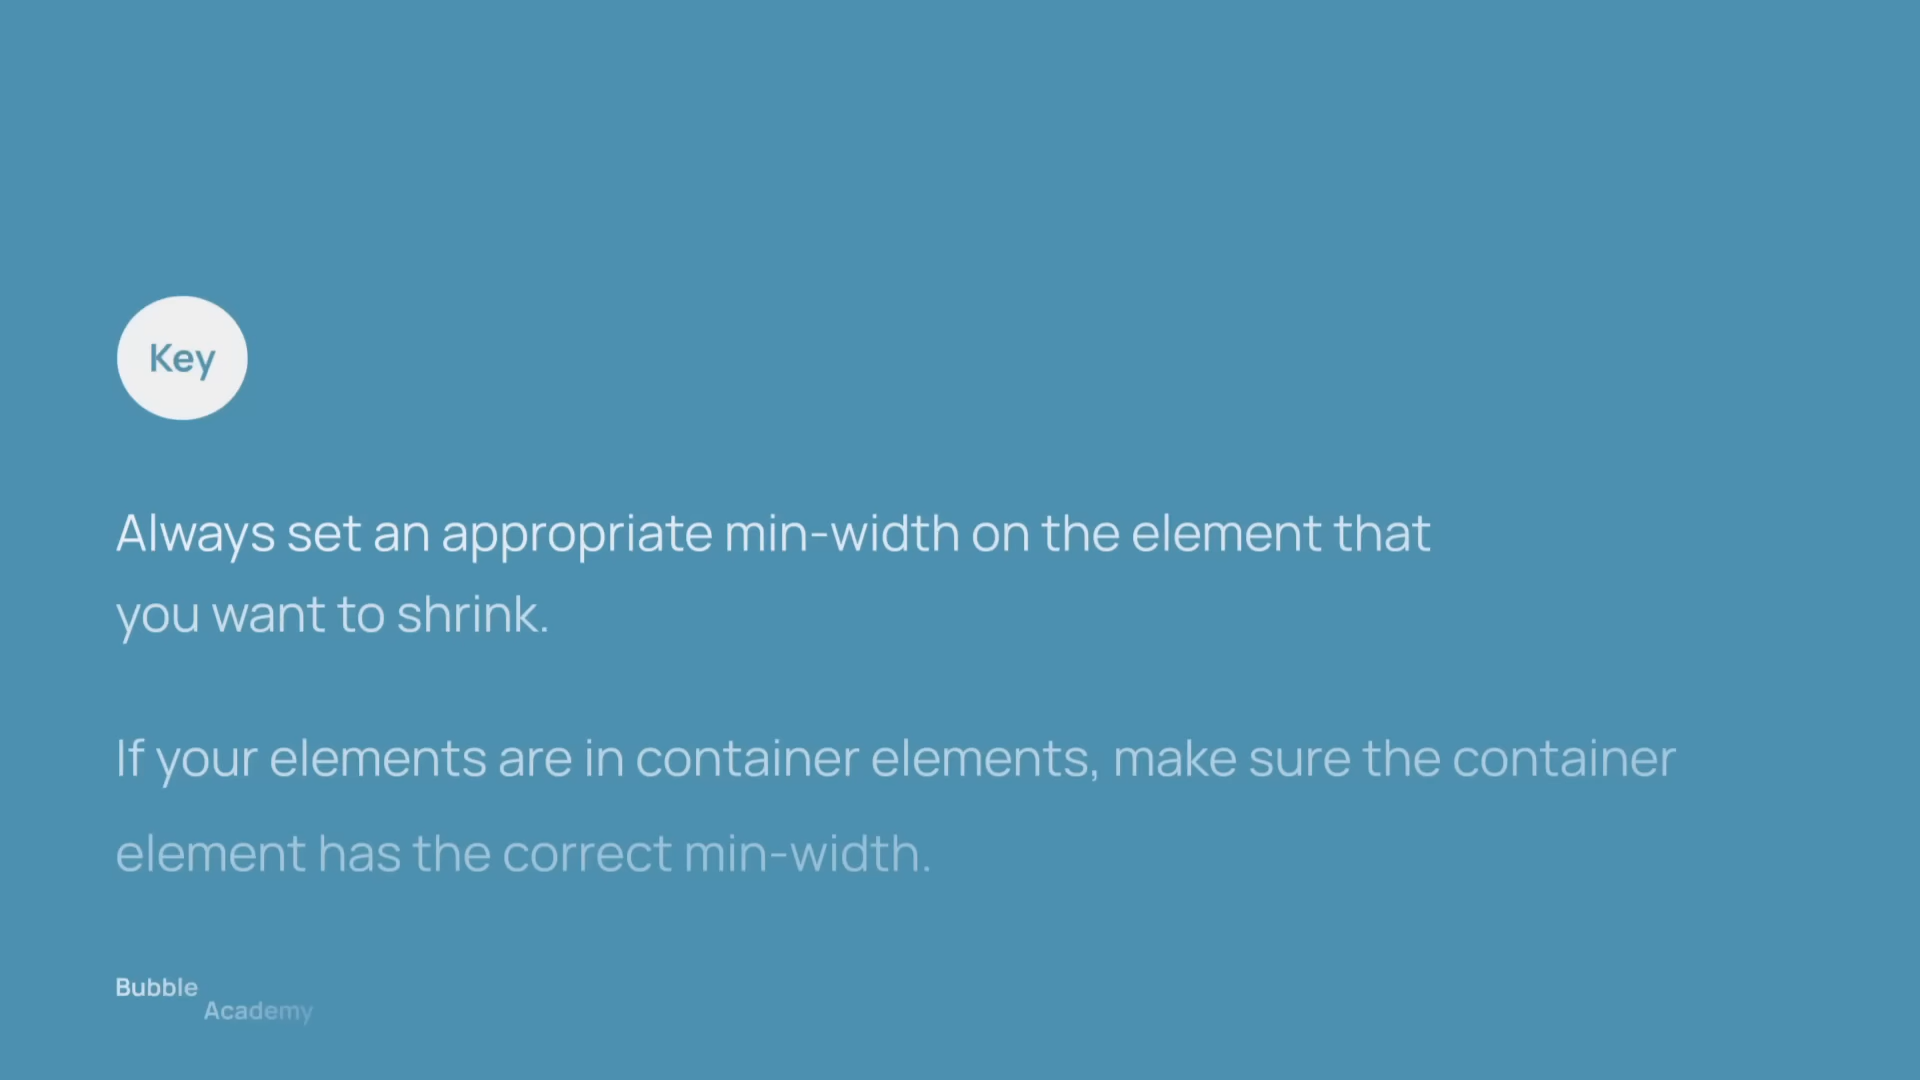 Key
Always set an appropriate min-width on the element that
you want to shrink.
If your elements are in container elements, make sure the container
element has the correct min-width.
Bubble
Academy